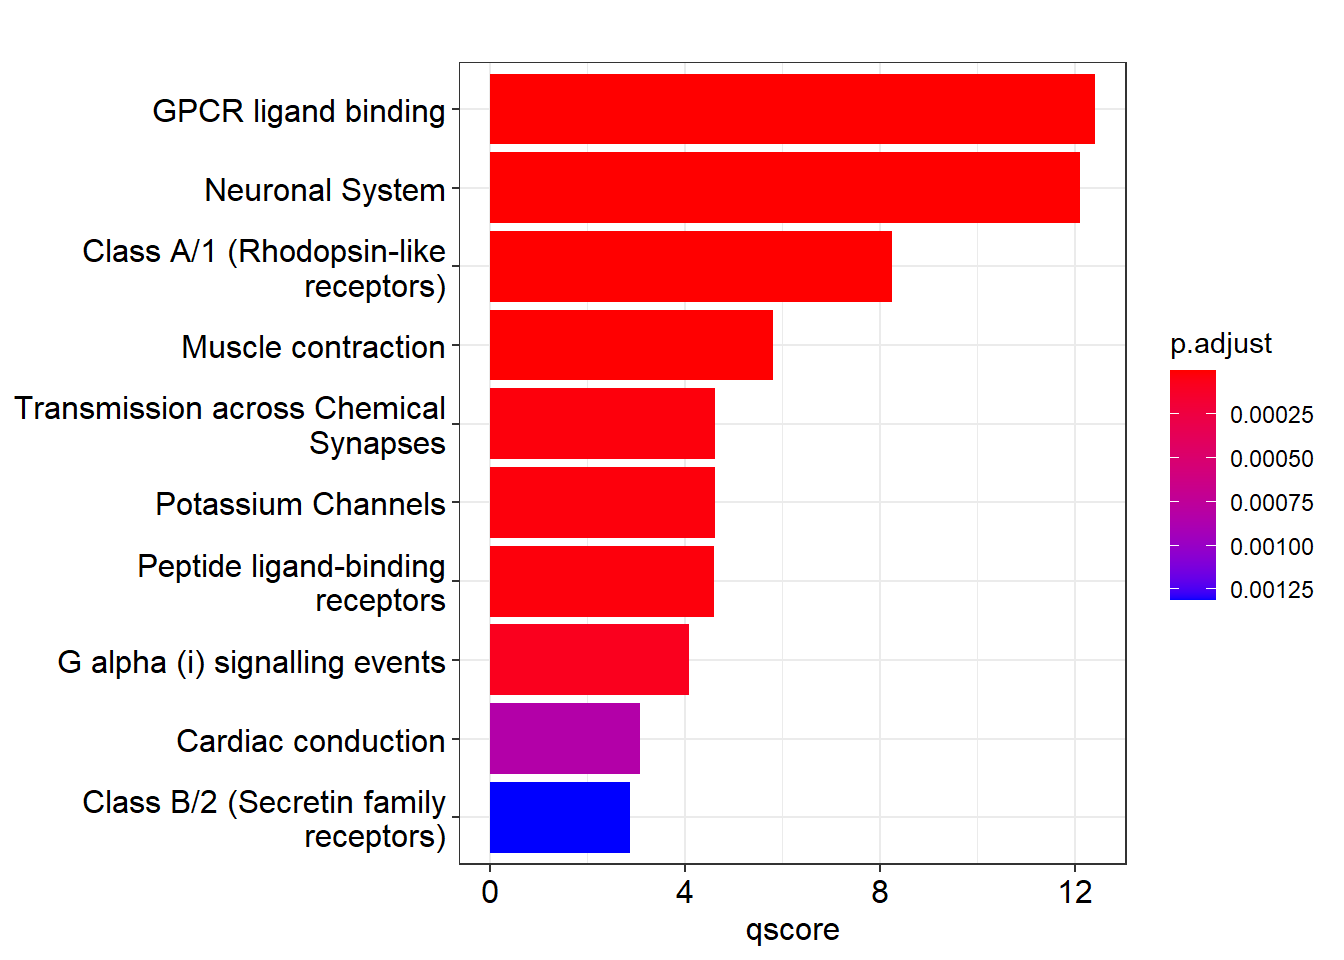 GPCR ligand binding
Neuronal System
Class A/1 (Rhodopsin-like
receptors)
Muscle contraction
Transmission across Chemical
Synapses
Potassium Channels
Peptide ligand-binding
receptors
G alpha (i) signalling events
Cardiac conduction
Class B/2 (Secretin family
receptors)
0 4 8 12
qscore
p.adjust
0.00025
0.00050
0.00075
0.00100
0.00125